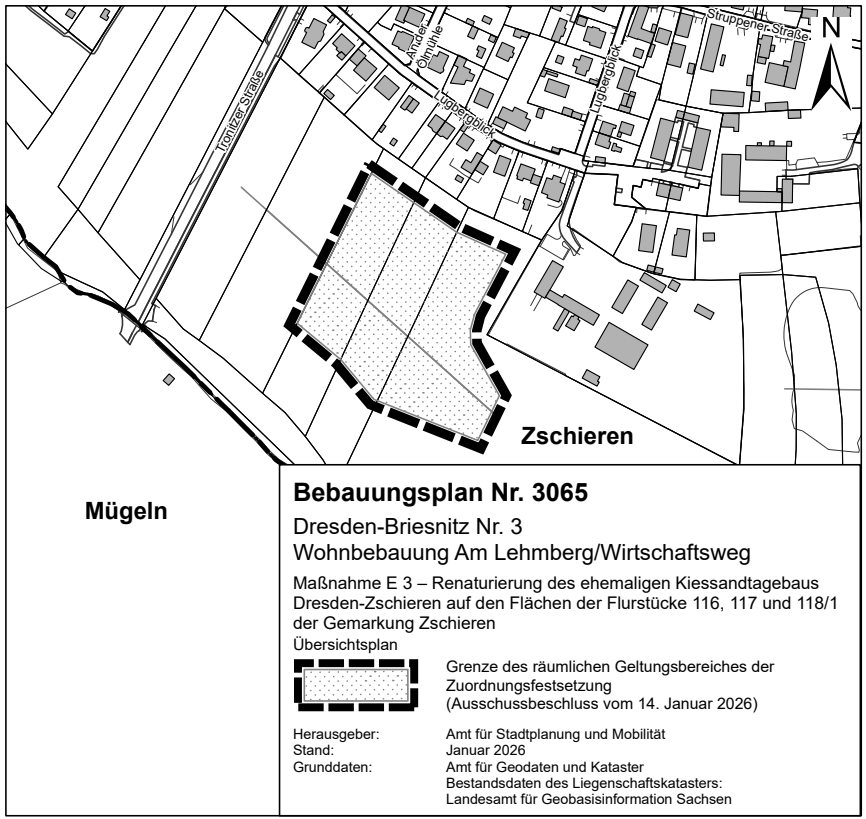 Struppener Straße
N
An der
Ölmühle
Lugbergblick
Lugbergblick
Tronitzer Straße
Zschieren
Mügeln
Bebauungsplan Nr. 3065
Dresden-Briesnitz Nr. 3
Wohnbebauung Am Lehmberg/Wirtschaftsweg
Maßnahme E 3 – Renaturierung des ehemaligen Kiessandtagebaus
Dresden-Zschieren auf den Flächen der Flurstücke 116, 117 und 118/1
der Gemarkung Zschieren
Übersichtsplan
Grenze des räumlichen Geltungsbereiches der
Zuordnungsfestsetzung
(Ausschussbeschluss vom 14. Januar 2026)
Herausgeber: Amt für Stadtplanung und Mobilität
Stand: Januar 2026
Grunddaten: Amt für Geodaten und Kataster
Bestandsdaten des Liegenschaftskatasters:
Landesamt für Geobasisinformation Sachsen